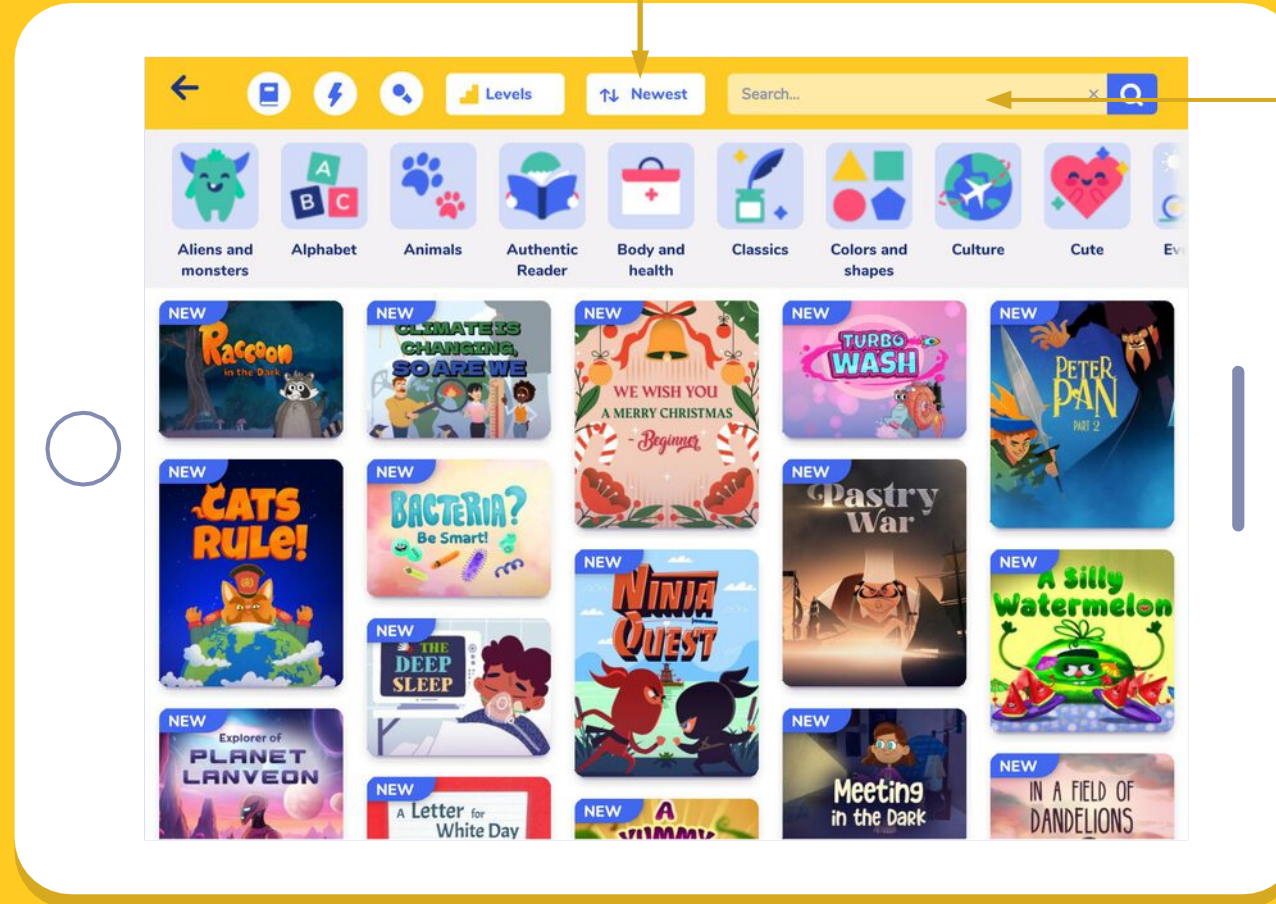 Levels
Newest
Search...
×
A
B C
Aliens and
monsters
Alphabet
Animals
Authentic
Reader
Body and
health
Classics
Colors and
shapes
Culture
Cute
NEW
Raccoon
in the Dark
NEW
CLIMATE IS
CHANGING,
SO ARE WE
NEW
WE WISH YOU
A MERRY CHRISTMAS
- Beginner
NEW
TURBO
WASH
NEW
PETER
PAN
PART 2
NEW
CATS
RULE!
NEW
BACTERIA?
Be Smart!
NEW
NINJA
QUEST
NEW
Pastry
War
NEW
A Silly
Watermelon
NEW
THE
DEEP
SLEEP
NEW
Explorer of
PLANET
LANVEON
NEW
A Letter for
White Day
NEW
A
YUMMY
NEW
Meeting
in the Dark
NEW
IN A FIELD OF
DANDELIONS